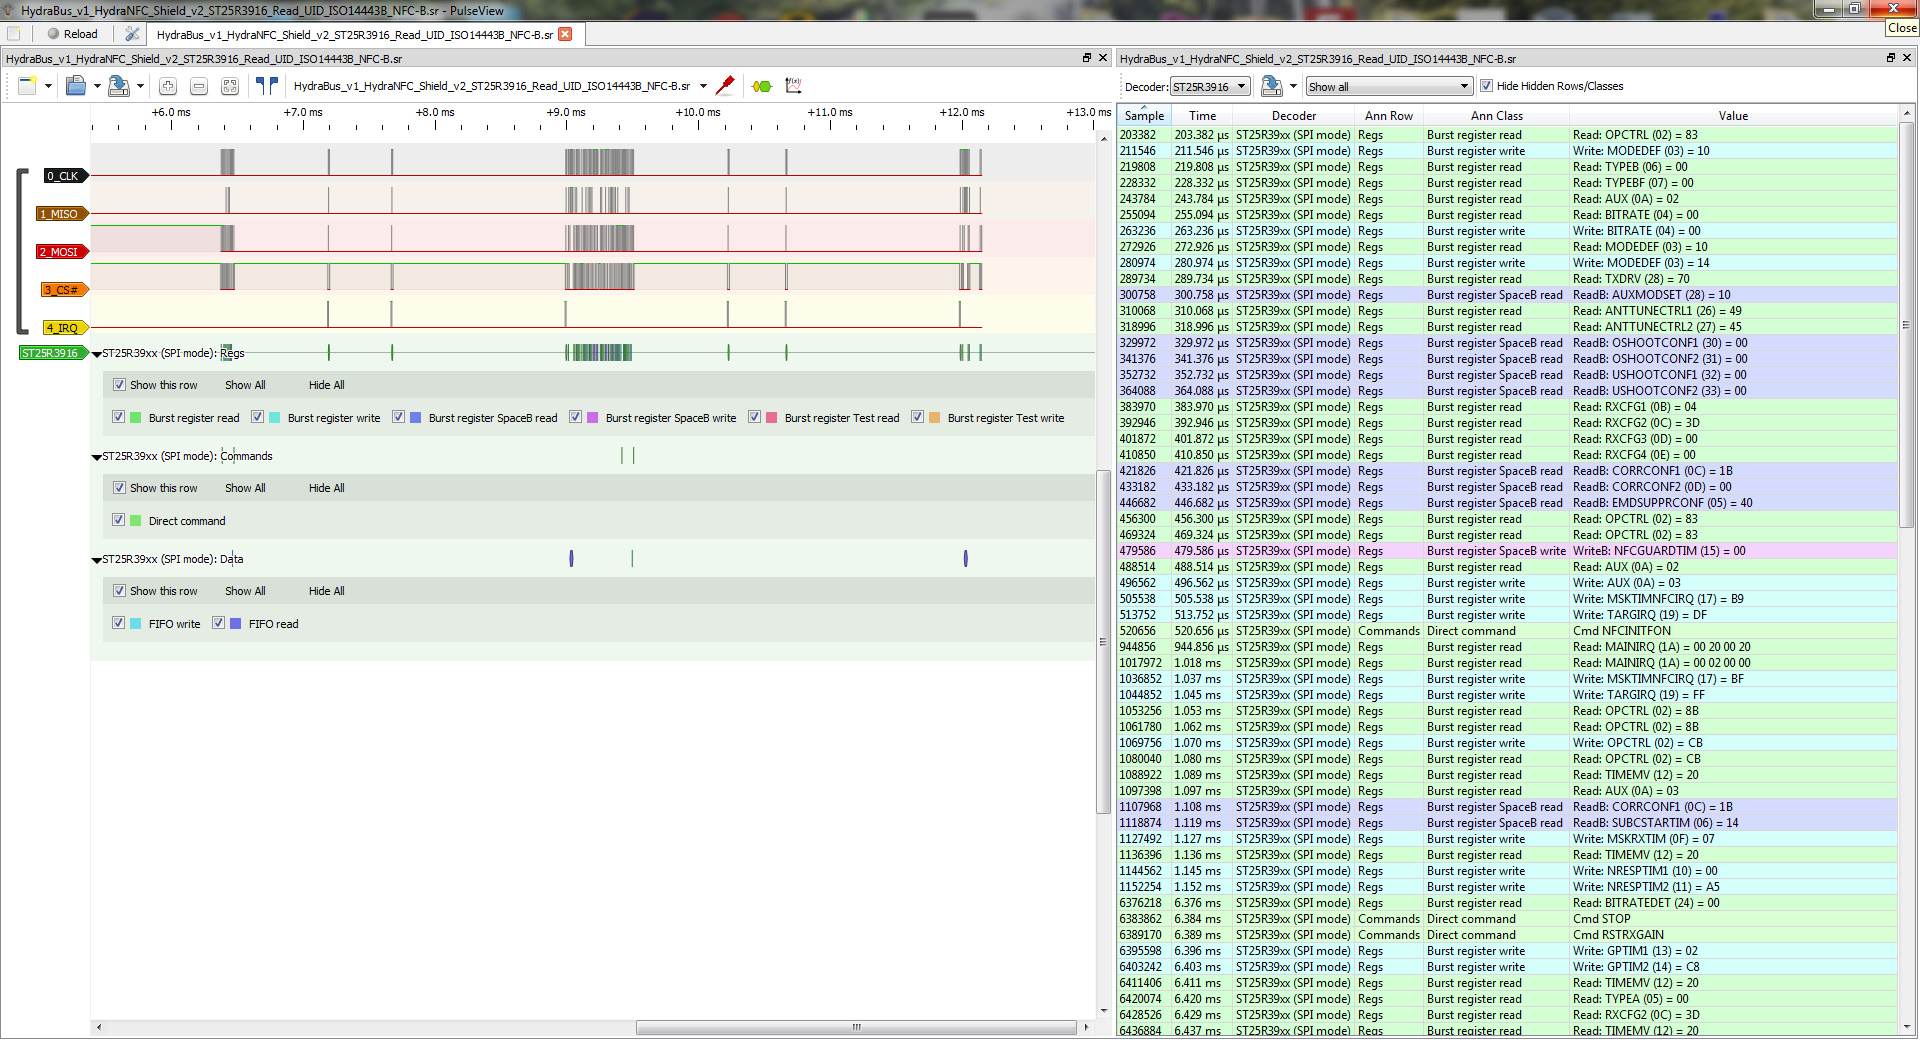 HydraBus_v1_HydraNFC_Shield_v2_ST25R3916_Read_UID_ISO14443B_NFC-B.sr - PulseView
Close
Reload
HydraBus_v1_HydraNFC_Shield_v2_ST25R3916_Read_UID_ISO14443B_NFC-B.sr
HydraBus_v1_HydraNFC_Shield_v2_ST25R3916_Read_UID_ISO14443B_NFC-B.sr
HydraBus_v1_HydraNFC_Shield_v2_ST25R3916_Read_UID_ISO14443B_NFC-B.sr
+6.0 ms +7.0 ms +8.0 ms +9.0 ms +10.0 ms +11.0 ms +12.0 ms +13.0 ms
0_CLK
1_MISO
2_MOSI
3_CS#
4_IRQ
ST25R3916 ST25R39xx (SPI mode): Regs
Show this row Show All Hide All
Burst register read Burst register write Burst register SpaceB read Burst register SpaceB write Burst register Test read Burst register Test write
ST25R39xx (SPI mode): Commands
Show this row Show All Hide All
Direct command
ST25R39xx (SPI mode): Data
Show this row Show All Hide All
FIFO write FIFO read
HydraBus_v1_HydraNFC_Shield_v2_ST25R3916_Read_UID_ISO14443B_NFC-B.sr
Decoder: ST25R3916 Show all Hide Hidden Rows/Classes
Sample Time Decoder Ann Row Ann Class Value
203382 203.382 µs ST25R39xx (SPI mode) Regs Burst register read Read: OPCTRL (02) = 83
211546 211.546 µs ST25R39xx (SPI mode) Regs Burst register write Write: MODEDEF (03) = 10
219808 219.808 µs ST25R39xx (SPI mode) Regs Burst register read Read: TYPEB (06) = 00
228332 228.332 µs ST25R39xx (SPI mode) Regs Burst register read Read: TYPEBF (07) = 00
243784 243.784 µs ST25R39xx (SPI mode) Regs Burst register read Read: AUX (0A) = 02
255094 255.094 µs ST25R39xx (SPI mode) Regs Burst register read Read: BITRATE (04) = 00
263236 263.236 µs ST25R39xx (SPI mode) Regs Burst register write Write: BITRATE (04) = 00
272926 272.926 µs ST25R39xx (SPI mode) Regs Burst register read Read: MODEDEF (03) = 10
280974 280.974 µs ST25R39xx (SPI mode) Regs Burst register write Write: MODEDEF (03) = 14
289734 289.734 µs ST25R39xx (SPI mode) Regs Burst register read Read: TXDRV (28) = 70
300758 300.758 µs ST25R39xx (SPI mode) Regs Burst register SpaceB read ReadB: AUXMODSET (28) = 10
310068 310.068 µs ST25R39xx (SPI mode) Regs Burst register read Read: ANTTUNECTRL1 (26) = 49
318996 318.996 µs ST25R39xx (SPI mode) Regs Burst register read Read: ANTTUNECTRL2 (27) = 45
329972 329.972 µs ST25R39xx (SPI mode) Regs Burst register SpaceB read ReadB: OSHOOTCONF1 (30) = 00
341376 341.376 µs ST25R39xx (SPI mode) Regs Burst register SpaceB read ReadB: OSHOOTCONF2 (31) = 00
352732 352.732 µs ST25R39xx (SPI mode) Regs Burst register SpaceB read ReadB: USHOOTCONF1 (32) = 00
364088 364.088 µs ST25R39xx (SPI mode) Regs Burst register SpaceB read ReadB: USHOOTCONF2 (33) = 00
383970 383.970 µs ST25R39xx (SPI mode) Regs Burst register read Read: RXCFG1 (0B) = 04
392946 392.946 µs ST25R39xx (SPI mode) Regs Burst register read Read: RXCFG2 (0C) = 3D
401872 401.872 µs ST25R39xx (SPI mode) Regs Burst register read Read: RXCFG3 (0D) = 00
410850 410.850 µs ST25R39xx (SPI mode) Regs Burst register read Read: RXCFG4 (0E) = 00
421826 421.826 µs ST25R39xx (SPI mode) Regs Burst register SpaceB read ReadB: CORRCONF1 (0C) = 1B
433182 433.182 µs ST25R39xx (SPI mode) Regs Burst register SpaceB read ReadB: CORRCONF2 (0D) = 00
446682 446.682 µs ST25R39xx (SPI mode) Regs Burst register SpaceB read ReadB: EMDSUPPRCONF (05) = 40
456300 456.300 µs ST25R39xx (SPI mode) Regs Burst register read Read: OPCTRL (02) = 83
469324 469.324 µs ST25R39xx (SPI mode) Regs Burst register read Read: OPCTRL (02) = 83
479586 479.586 µs ST25R39xx (SPI mode) Regs Burst register SpaceB write WriteB: NFCGUARDTIM (15) = 00
488514 488.514 µs ST25R39xx (SPI mode) Regs Burst register read Read: AUX (0A) = 02
496562 496.562 µs ST25R39xx (SPI mode) Regs Burst register write Write: AUX (0A) = 03
505538 505.538 µs ST25R39xx (SPI mode) Regs Burst register write Write: MSKTIMNFCIRQ (17) = B9
513752 513.752 µs ST25R39xx (SPI mode) Regs Burst register write Write: TARGIRQ (19) = DF
520656 520.656 µs ST25R39xx (SPI mode) Commands Direct command Cmd NFCINITFON
944856 944.856 µs ST25R39xx (SPI mode) Regs Burst register read Read: MAINIRQ (1A) = 00 20 00 20
1017972 1.018 ms ST25R39xx (SPI mode) Regs Burst register read Read: MAINIRQ (1A) = 00 02 00 00
1036852 1.037 ms ST25R39xx (SPI mode) Regs Burst register write Write: MSKTIMNFCIRQ (17) = BF
1044852 1.045 ms ST25R39xx (SPI mode) Regs Burst register write Write: TARGIRQ (19) = FF
1053256 1.053 ms ST25R39xx (SPI mode) Regs Burst register read Read: OPCTRL (02) = 8B
1061780 1.062 ms ST25R39xx (SPI mode) Regs Burst register read Read: OPCTRL (02) = 8B
1069756 1.070 ms ST25R39xx (SPI mode) Regs Burst register write Write: OPCTRL (02) = CB
1080040 1.080 ms ST25R39xx (SPI mode) Regs Burst register read Read: OPCTRL (02) = CB
1088922 1.089 ms ST25R39xx (SPI mode) Regs Burst register read Read: TIMEMV (12) = 20
1097398 1.097 ms ST25R39xx (SPI mode) Regs Burst register read Read: AUX (0A) = 03
1107968 1.108 ms ST25R39xx (SPI mode) Regs Burst register SpaceB read ReadB: CORRCONF1 (0C) = 1B
1118874 1.119 ms ST25R39xx (SPI mode) Regs Burst register SpaceB read ReadB: SUBCSTARTIM (06) = 14
1127492 1.127 ms ST25R39xx (SPI mode) Regs Burst register write Write: MSKRXTIM (0F) = 07
1136396 1.136 ms ST25R39xx (SPI mode) Regs Burst register read Read: TIMEMV (12) = 20
1144562 1.145 ms ST25R39xx (SPI mode) Regs Burst register write Write: NRESPTIM1 (10) = 00
1152254 1.152 ms ST25R39xx (SPI mode) Regs Burst register write Write: NRESPTIM2 (11) = A5
6376218 6.376 ms ST25R39xx (SPI mode) Regs Burst register read Read: BITRATEDET (24) = 00
6383862 6.384 ms ST25R39xx (SPI mode) Commands Direct command Cmd STOP
6389170 6.389 ms ST25R39xx (SPI mode) Commands Direct command Cmd RSTRXGAIN
6395598 6.396 ms ST25R39xx (SPI mode) Regs Burst register write Write: GPTIM1 (13) = 02
6403242 6.403 ms ST25R39xx (SPI mode) Regs Burst register write Write: GPTIM2 (14) = C8
6411406 6.411 ms ST25R39xx (SPI mode) Regs Burst register read Read: TIMEMV (12) = 20
6420074 6.420 ms ST25R39xx (SPI mode) Regs Burst register read Read: TYPEA (05) = 00
6428526 6.429 ms ST25R39xx (SPI mode) Regs Burst register read Read: RXCFG2 (0C) = 3D
6436884 6.437 ms ST25R39xx (SPI mode) Regs Burst register read Read: TIMEMV (12) = 20